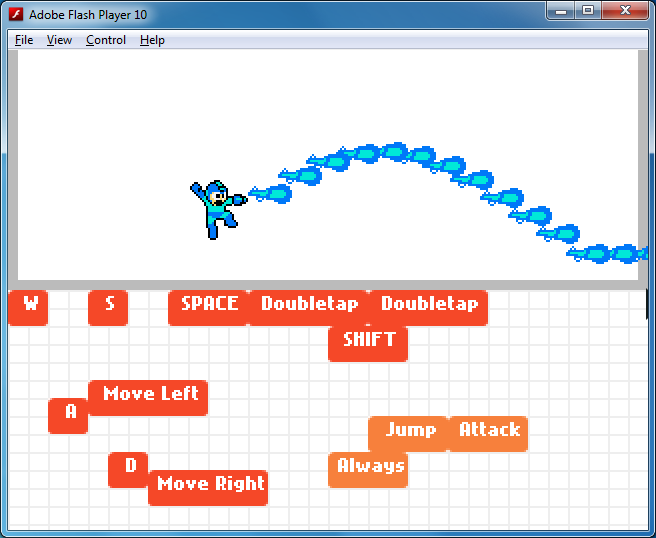 Adobe Flash Player 10
File View Control Help
W S SPACE Doubletap Doubletap
SHIFT
Move Left
A
Jump Attack
D Always
Move Right